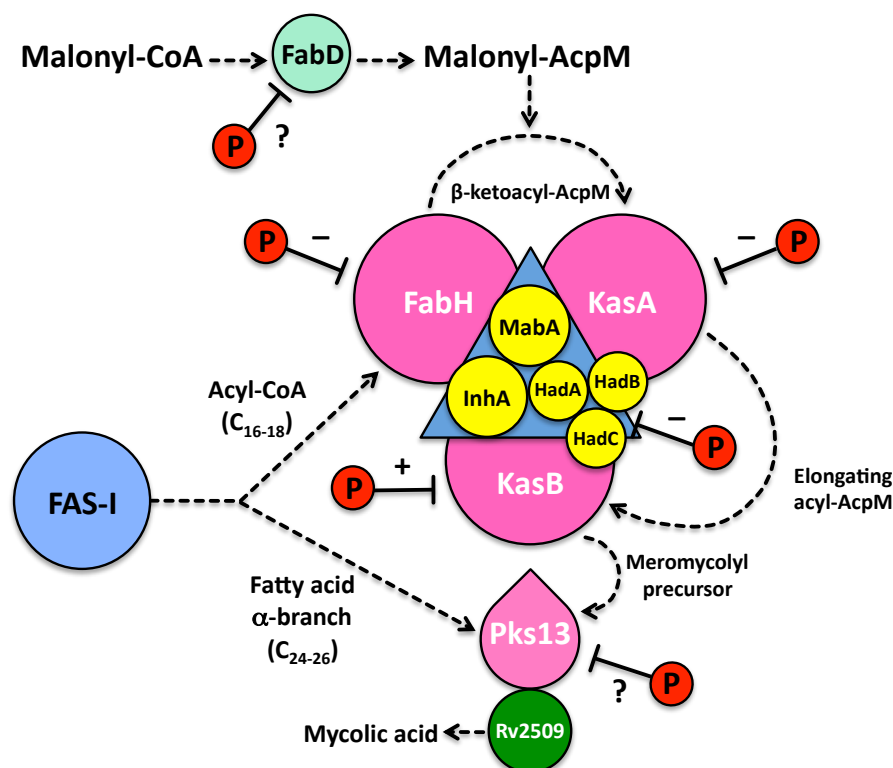 Malonyl-CoA
FabD
Malonyl-AcpM
P
?
β-ketoacyl-AcpM
P
–
–
P
FabH
KasA
MabA
InhA
HadA
HadB
HadC
–
P
Acyl-CoA
(C16-18)
P
+
KasB
FAS-I
Elongating
acyl-AcpM
Meromycolyl
precursor
Fatty acid
α-branch
(C24-26)
Pks13
?
P
Mycolic acid
Rv2509